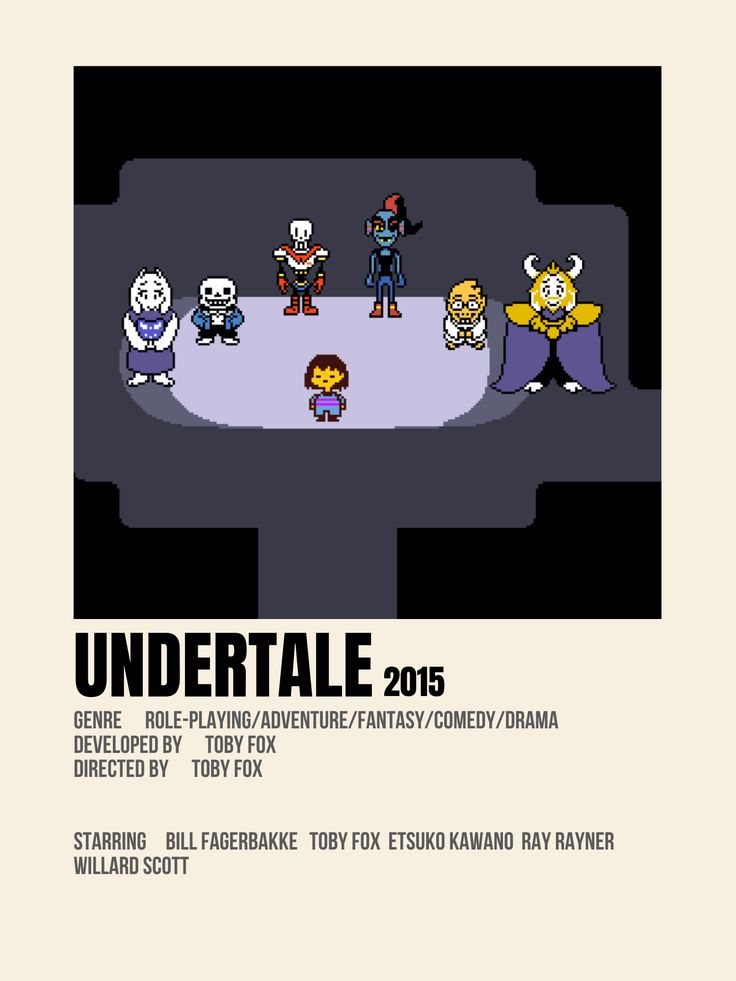 UNDERTALE 2015
GENRE ROLE-PLAYING/ADVENTURE/FANTASY/COMEDY/DRAMA
DEVELOPED BY TOBY FOX
DIRECTED BY TOBY FOX
STARRING BILL FAGERBAKKE TOBY FOX ETSUKO KAWANO RAY RAYNER
WILLARD SCOTT